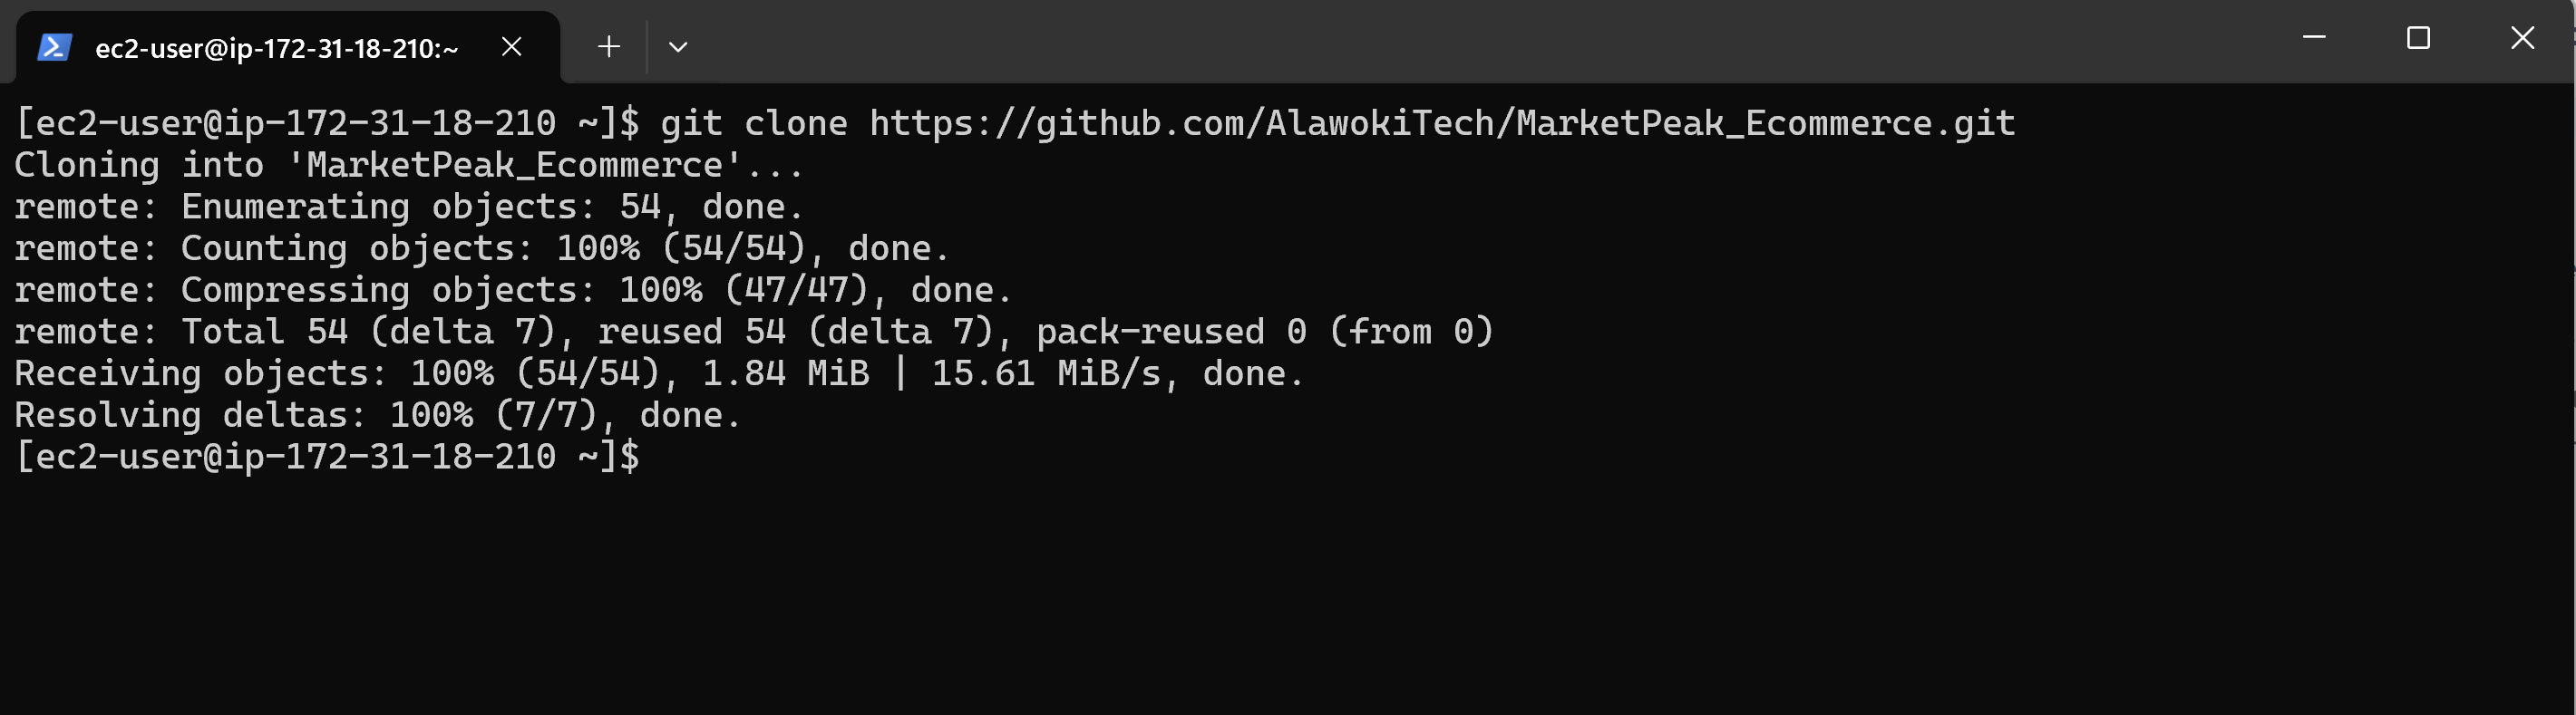 ec2-user@ip-172-31-18-210:~
[ec2-user@ip-172-31-18-210 ~]$ git clone https://github.com/AlawokiTech/MarketPeak_Ecommerce.git
Cloning into 'MarketPeak_Ecommerce'...
remote: Enumerating objects: 54, done.
remote: Counting objects: 100% (54/54), done.
remote: Compressing objects: 100% (47/47), done.
remote: Total 54 (delta 7), reused 54 (delta 7), pack-reused 0 (from 0)
Receiving objects: 100% (54/54), 1.84 MiB | 15.61 MiB/s, done.
Resolving deltas: 100% (7/7), done.
[ec2-user@ip-172-31-18-210 ~]$